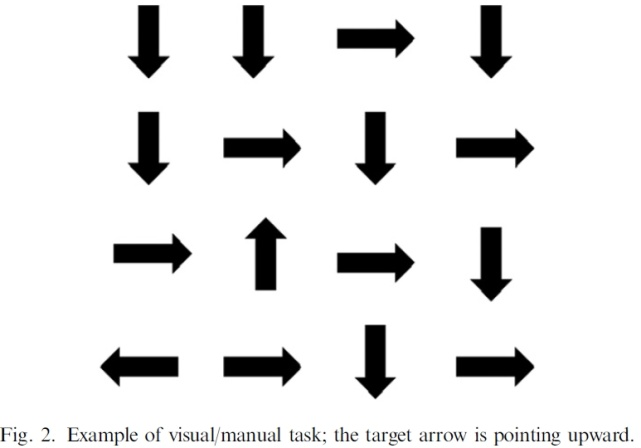 Fig. 2. Example of visual/manual task; the target arrow is pointing upward.